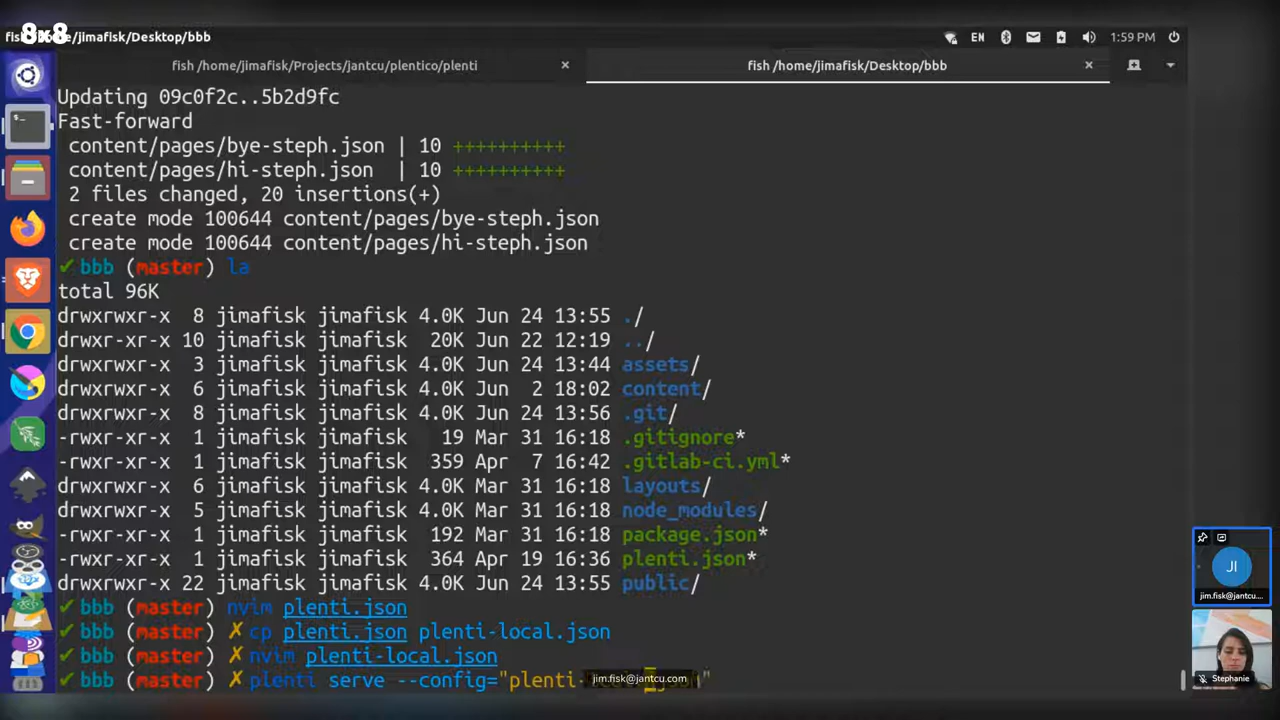 8x8
fis /jimafisk/Desktop/bbb EN 1:59 PM
fish /home/jimafisk/Projects/jantcu/plentico/plenti × fish /home/jimafisk/Desktop/bbb ×
Updating 09c0f2c..5b2d9fc
Fast-forward
content/pages/bye-steph.json | 10 ++++++++++
content/pages/hi-steph.json | 10 ++++++++++
2 files changed, 20 insertions(+)
create mode 100644 content/pages/bye-steph.json
create mode 100644 content/pages/hi-steph.json
✔ bbb (master) la
total 96K
drwxrwxr-x 8 jimafisk jimafisk 4.0K Jun 24 13:55 ./
drwxr-xr-x 10 jimafisk jimafisk 20K Jun 22 12:19 ../
drwxrwxr-x 3 jimafisk jimafisk 4.0K Jun 24 13:44 assets/
drwxrwxr-x 6 jimafisk jimafisk 4.0K Jun 2 18:02 content/
drwxrwxr-x 8 jimafisk jimafisk 4.0K Jun 24 13:56 .git/
-rwxr-xr-x 1 jimafisk jimafisk 19 Mar 31 16:18 .gitignore*
-rwxr-xr-x 1 jimafisk jimafisk 359 Apr 7 16:42 .gitlab-ci.yml*
drwxrwxr-x 6 jimafisk jimafisk 4.0K Mar 31 16:18 layouts/
drwxrwxr-x 5 jimafisk jimafisk 4.0K Mar 31 16:18 node_modules/
-rwxr-xr-x 1 jimafisk jimafisk 192 Mar 31 16:18 package.json*
-rwxr-xr-x 1 jimafisk jimafisk 364 Apr 19 16:36 plenti.json*
drwxrwxr-x 22 jimafisk jimafisk 4.0K Jun 24 13:55 public/
✔ bbb (master) nvim plenti.json
✔ bbb (master) ✗ cp plenti.json plenti-local.json
✔ bbb (master) ✗ nvim plenti-local.json
✔ bbb (master) ✗ plenti serve --config="plenti-
jim.fisk@jantcu.com
JI
jim.fisk@jantcu....
Stephanie